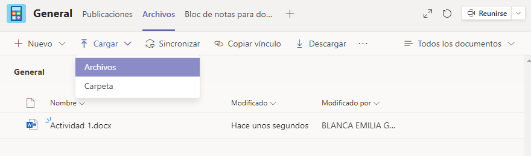 General Publicaciones Archivos Bloc de notas para do... Reunirse
Nuevo Cargar Sincronizar Copiar vínculo Descargar ... Todos los documentos
Archivos
Carpeta
General
Nombre Modificado Modificado por
Actividad 1.docx Hace unos segundos BLANCA EMILIA G...